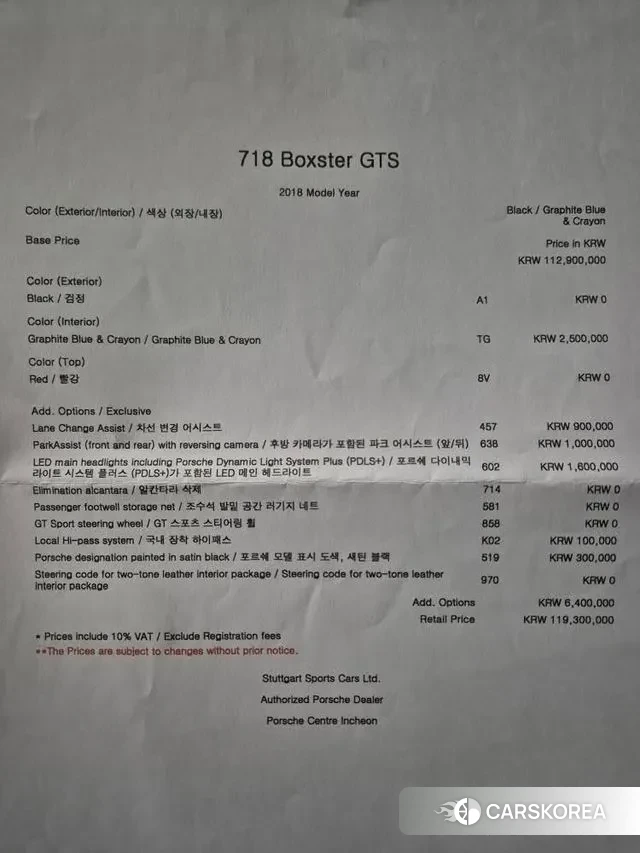 718 Boxster GTS
2018 Model Year
Color (Exterior/Interior) / 색상 (외장/내장) Black / Graphite Blue
& Crayon
Base Price Price in KRW
KRW 112,900,000
Color (Exterior)
Black / 검정 A1 KRW 0
Color (Interior)
Graphite Blue & Crayon / Graphite Blue & Crayon TG KRW 2,500,000
Color (Top)
Red / 빨강 8V KRW 0
Add. Options / Exclusive
Lane Change Assist / 차선 변경 어시스트 457 KRW 900,000
ParkAssist (front and rear) with reversing camera / 후방 카메라가 포함된 파크 어시스트 (앞/뒤) 638 KRW 1,000,000
LED main headlights including Porsche Dynamic Light System Plus (PDLS+) / 포르쉐 다이내믹
라이트 시스템 플러스 (PDLS+)가 포함된 LED 메인 헤드라이트 602 KRW 1,600,000
Elimination alcantara / 알칸타라 삭제 714 KRW 0
Passenger footwell storage net / 조수석 발밑 공간 러기지 네트 581 KRW 0
GT Sport steering wheel / GT 스포츠 스티어링 휠 858 KRW 0
Local Hi-pass system / 국내 장착 하이패스 K02 KRW 100,000
Porsche designation painted in satin black / 포르쉐 모델 표시 도색, 새틴 블랙 519 KRW 300,000
Steering code for two-tone leather interior package / Steering code for two-tone leather
interior package 970 KRW 0
Add. Options KRW 6,400,000
Retail Price KRW 119,300,000
* Prices include 10% VAT / Exclude Registration fees
**The Prices are subject to changes without prior notice.
Stuttgart Sports Cars Ltd.
Authorized Porsche Dealer
Porsche Centre Incheon
CARSKOREA